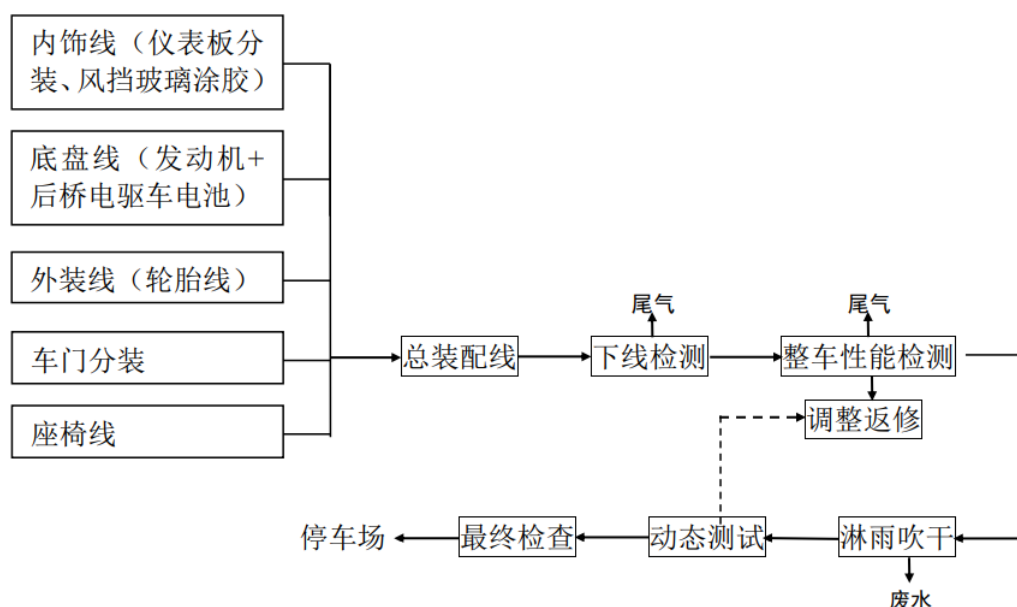 内饰线（仪表板分
装、风挡玻璃涂胶）
底盘线（发动机+
后桥电驱车电池）
外装线（轮胎线）
车门分装
座椅线
尾气
尾气
总装配线
下线检测
整车性能检测
调整返修
停车场
最终检查
动态测试
淋雨吹干
废水